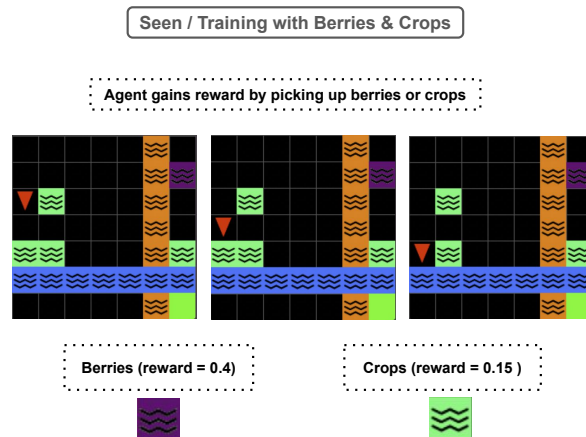 Seen / Training with Berries & Crops
Agent gains reward by picking up berries or crops
Berries (reward = 0.4)
Crops (reward = 0.15 )